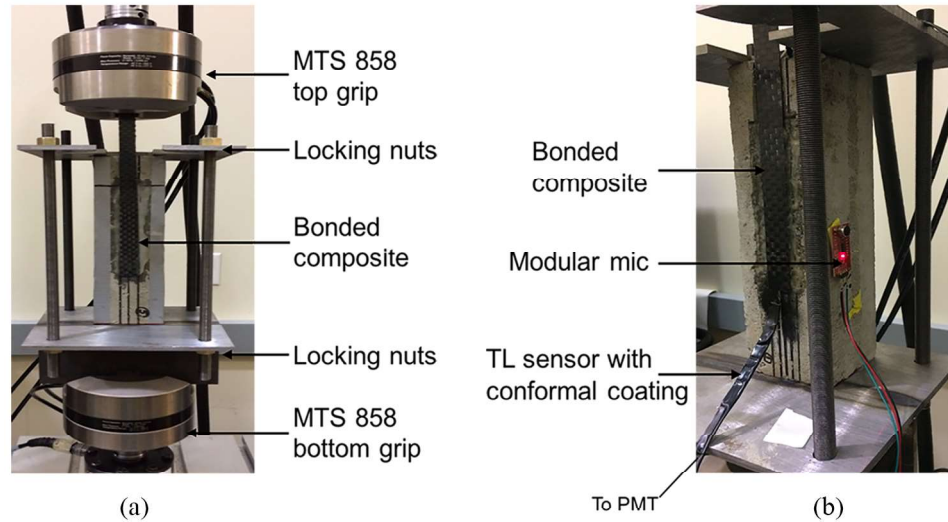 MTS 858
top grip
Locking nuts
Bonded
composite
Locking nuts
MTS 858
bottom grip
(a)
Bonded
composite
Modular mic
TL sensor with
conformal coating
To PMT
(b)